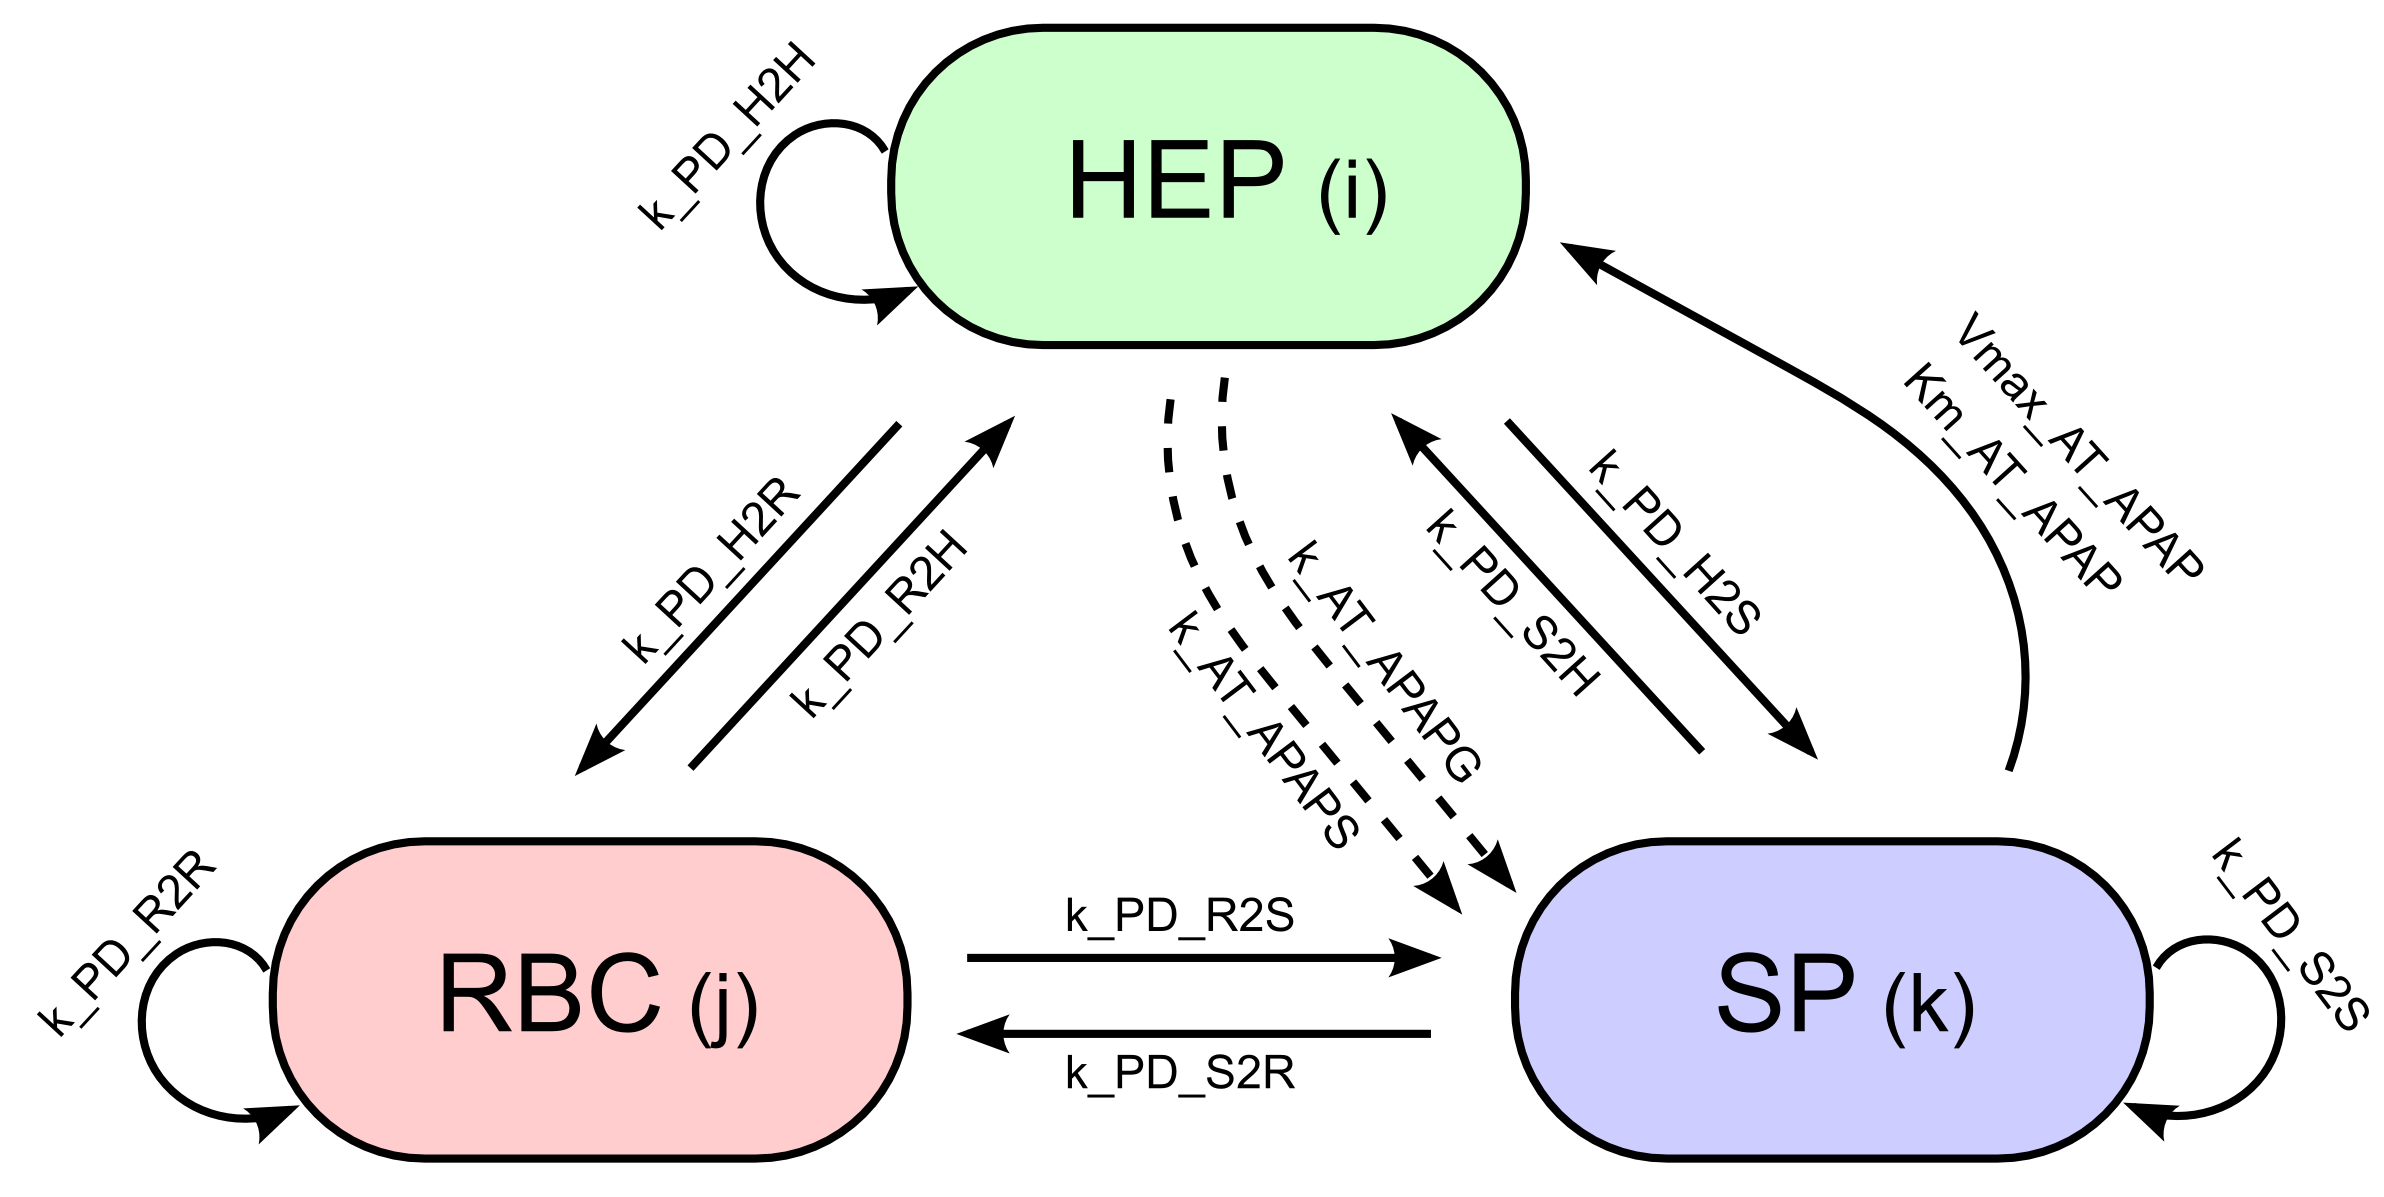 k_PD_H2H
HEP (i)
Vmax_AT_APAP
Km_AT_APAP
k_PD_H2R
k_PD_R2H
k_AT_APAPS
k_AT_APAPG
k_PD_S2H
k_PD_H2S
k_PD_R2R
RBC (j)
k_PD_R2S
k_PD_S2R
SP (k)
k_PD_S2S